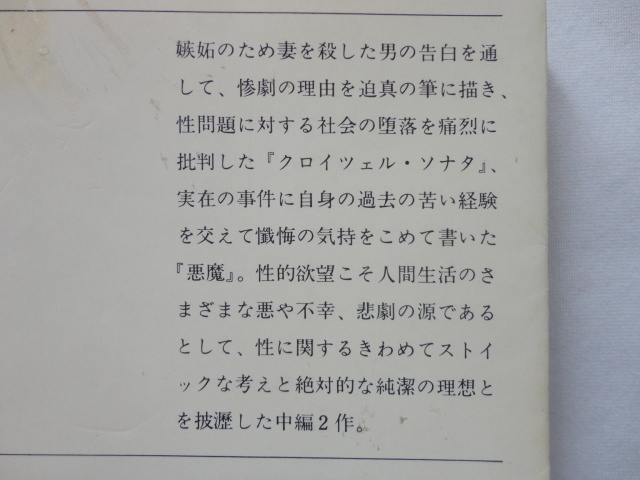 嫉妬のため妻を殺した男の告白を通
して、惨劇の理由を迫真の筆に描き、
性問題に対する社会の堕落を痛烈に
批判した『クロイツェル・ソナタ』、
実在の事件に自身の過去の苦い経験
を交えて懺悔の気持をこめて書いた
『悪魔』。性的欲望こそ人間生活のさ
まざまな悪や不幸、悲劇の源である
として、性に関するきわめてストイ
ックな考えと絶対的な純潔の理想と
を披瀝した中編2作。